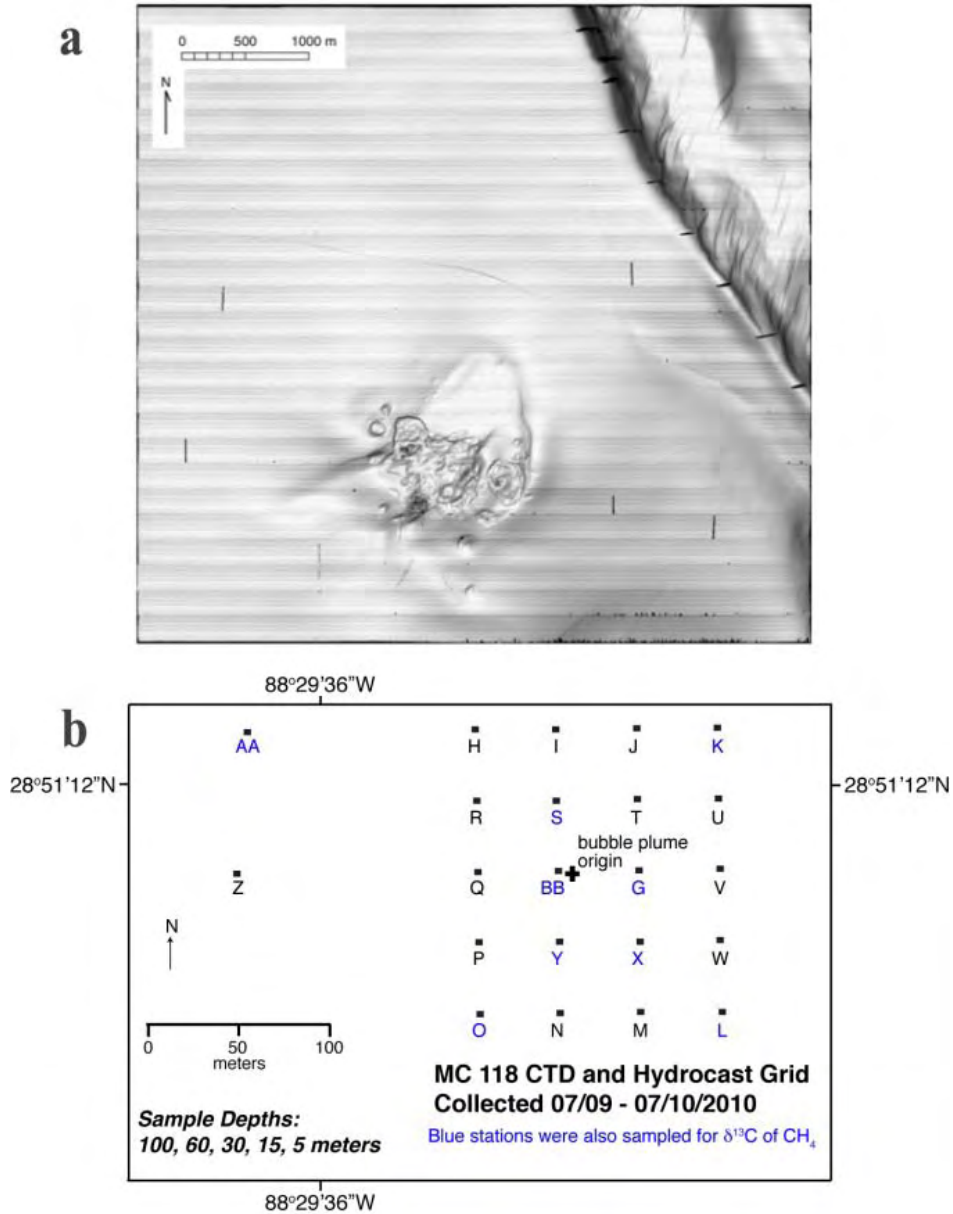 a
0 500 1000 m
N
88°29'36"W
b
AA H I J K
28°51'12"N 28°51'12"N
R S T U
bubble plume
origin
Z Q BB G V
N
P Y X W
O N M L
0 50 100
meters
MC 118 CTD and Hydrocast Grid
Collected 07/09 - 07/10/2010
Sample Depths:
100, 60, 30, 15, 5 meters
Blue stations were also sampled for δ¹³C of CH₄
88°29'36"W